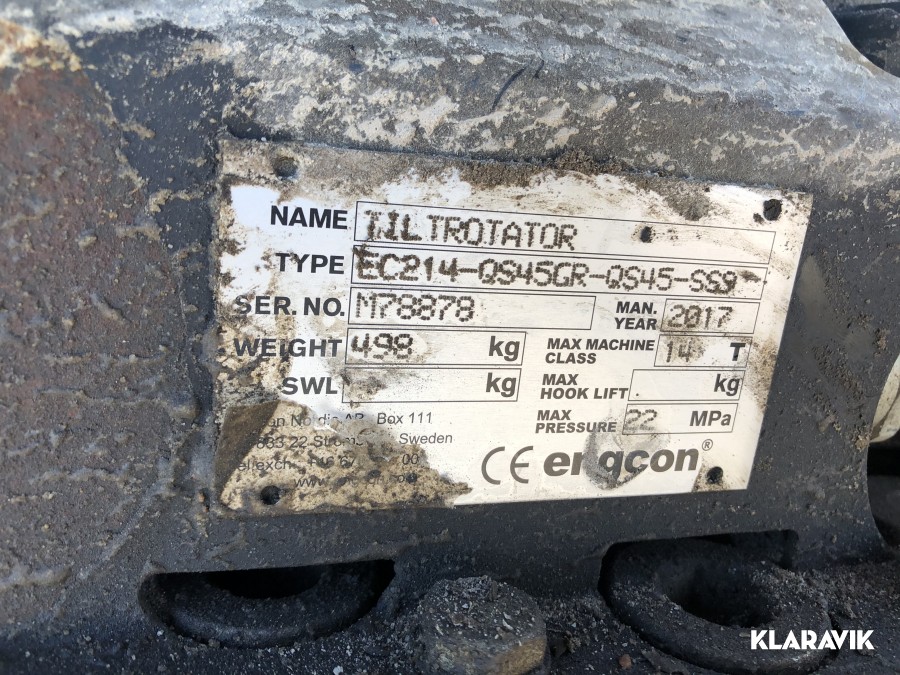 NAME TILTROTATOR
TYPE EC214-QS45GR-QS45-SS9
SER. NO. M78878
MAN. YEAR 2017
WEIGHT 498 kg
MAX MACHINE CLASS 14 T
SWL kg
MAX HOOK LIFT kg
MAX PRESSURE 22 MPa
Box 111
22 Sweden
CE engcon®
KLARAVIK